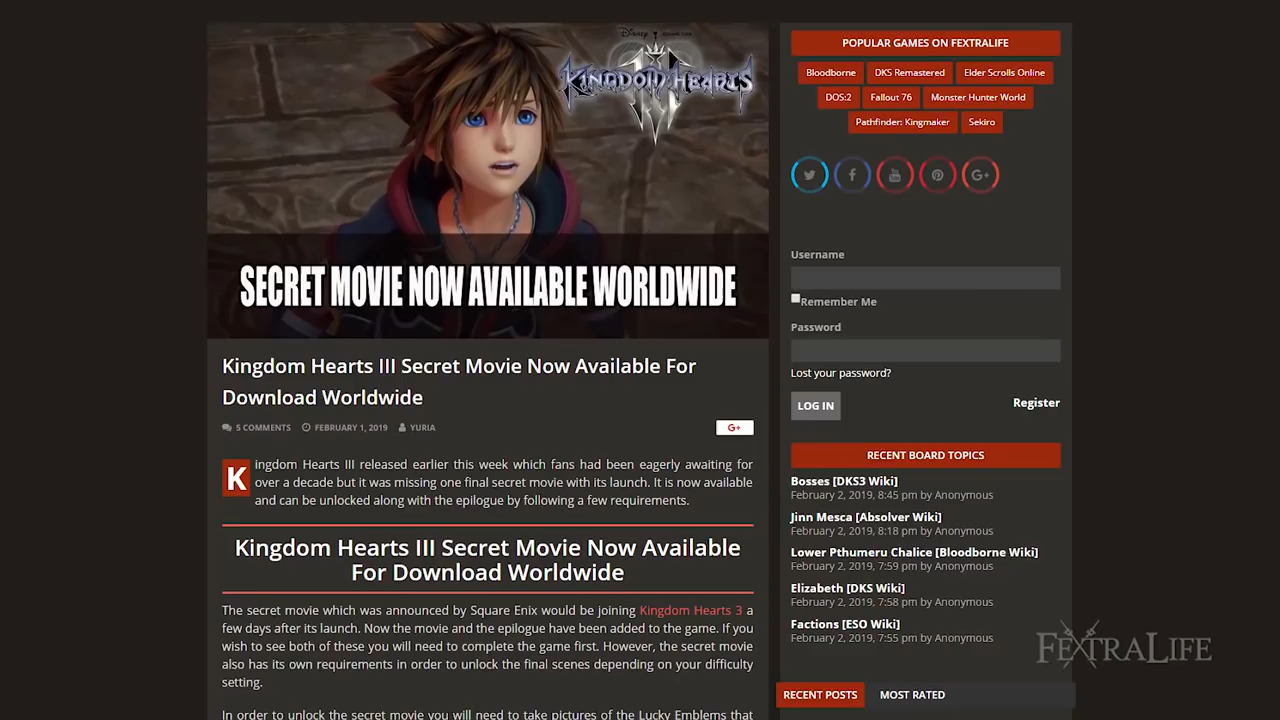 DISNEY
KINGDOM HEARTS
III
SECRET MOVIE NOW AVAILABLE WORLDWIDE
Kingdom Hearts III Secret Movie Now Available For
Download Worldwide
5 COMMENTS FEBRUARY 1, 2019 YURIA
G+
Kingdom Hearts III released earlier this week which fans had been eagerly awaiting for
over a decade but it was missing one final secret movie with its launch. It is now available
and can be unlocked along with the epilogue by following a few requirements.
Kingdom Hearts III Secret Movie Now Available
For Download Worldwide
The secret movie which was announced by Square Enix would be joining Kingdom Hearts 3 a
few days after its launch. Now the movie and the epilogue have been added to the game. If you
wish to see both of these you will need to complete the game first. However, the secret movie
also has its own requirements in order to unlock the final scenes depending on your difficulty
setting.
In order to unlock the secret movie you will need to take pictures of the Lucky Emblems that
POPULAR GAMES ON FEXTRALIFE
Bloodborne DKS Remastered Elder Scrolls Online
DOS:2 Fallout 76 Monster Hunter World
Pathfinder: Kingmaker Sekiro
You Tube G+
Username
Remember Me
Password
Lost your password?
LOG IN Register
RECENT BOARD TOPICS
Bosses [DKS3 Wiki]
February 2, 2019, 8:45 pm by Anonymous
Jinn Mesca [Absolver Wiki]
February 2, 2019, 8:18 pm by Anonymous
Lower Pthumeru Chalice [Bloodborne Wiki]
February 2, 2019, 7:59 pm by Anonymous
Elizabeth [DKS Wiki]
February 2, 2019, 7:58 pm by Anonymous
Factions [ESO Wiki]
February 2, 2019, 7:55 pm by Anonymous
FEXTRALIFE
RECENT POSTS MOST RATED